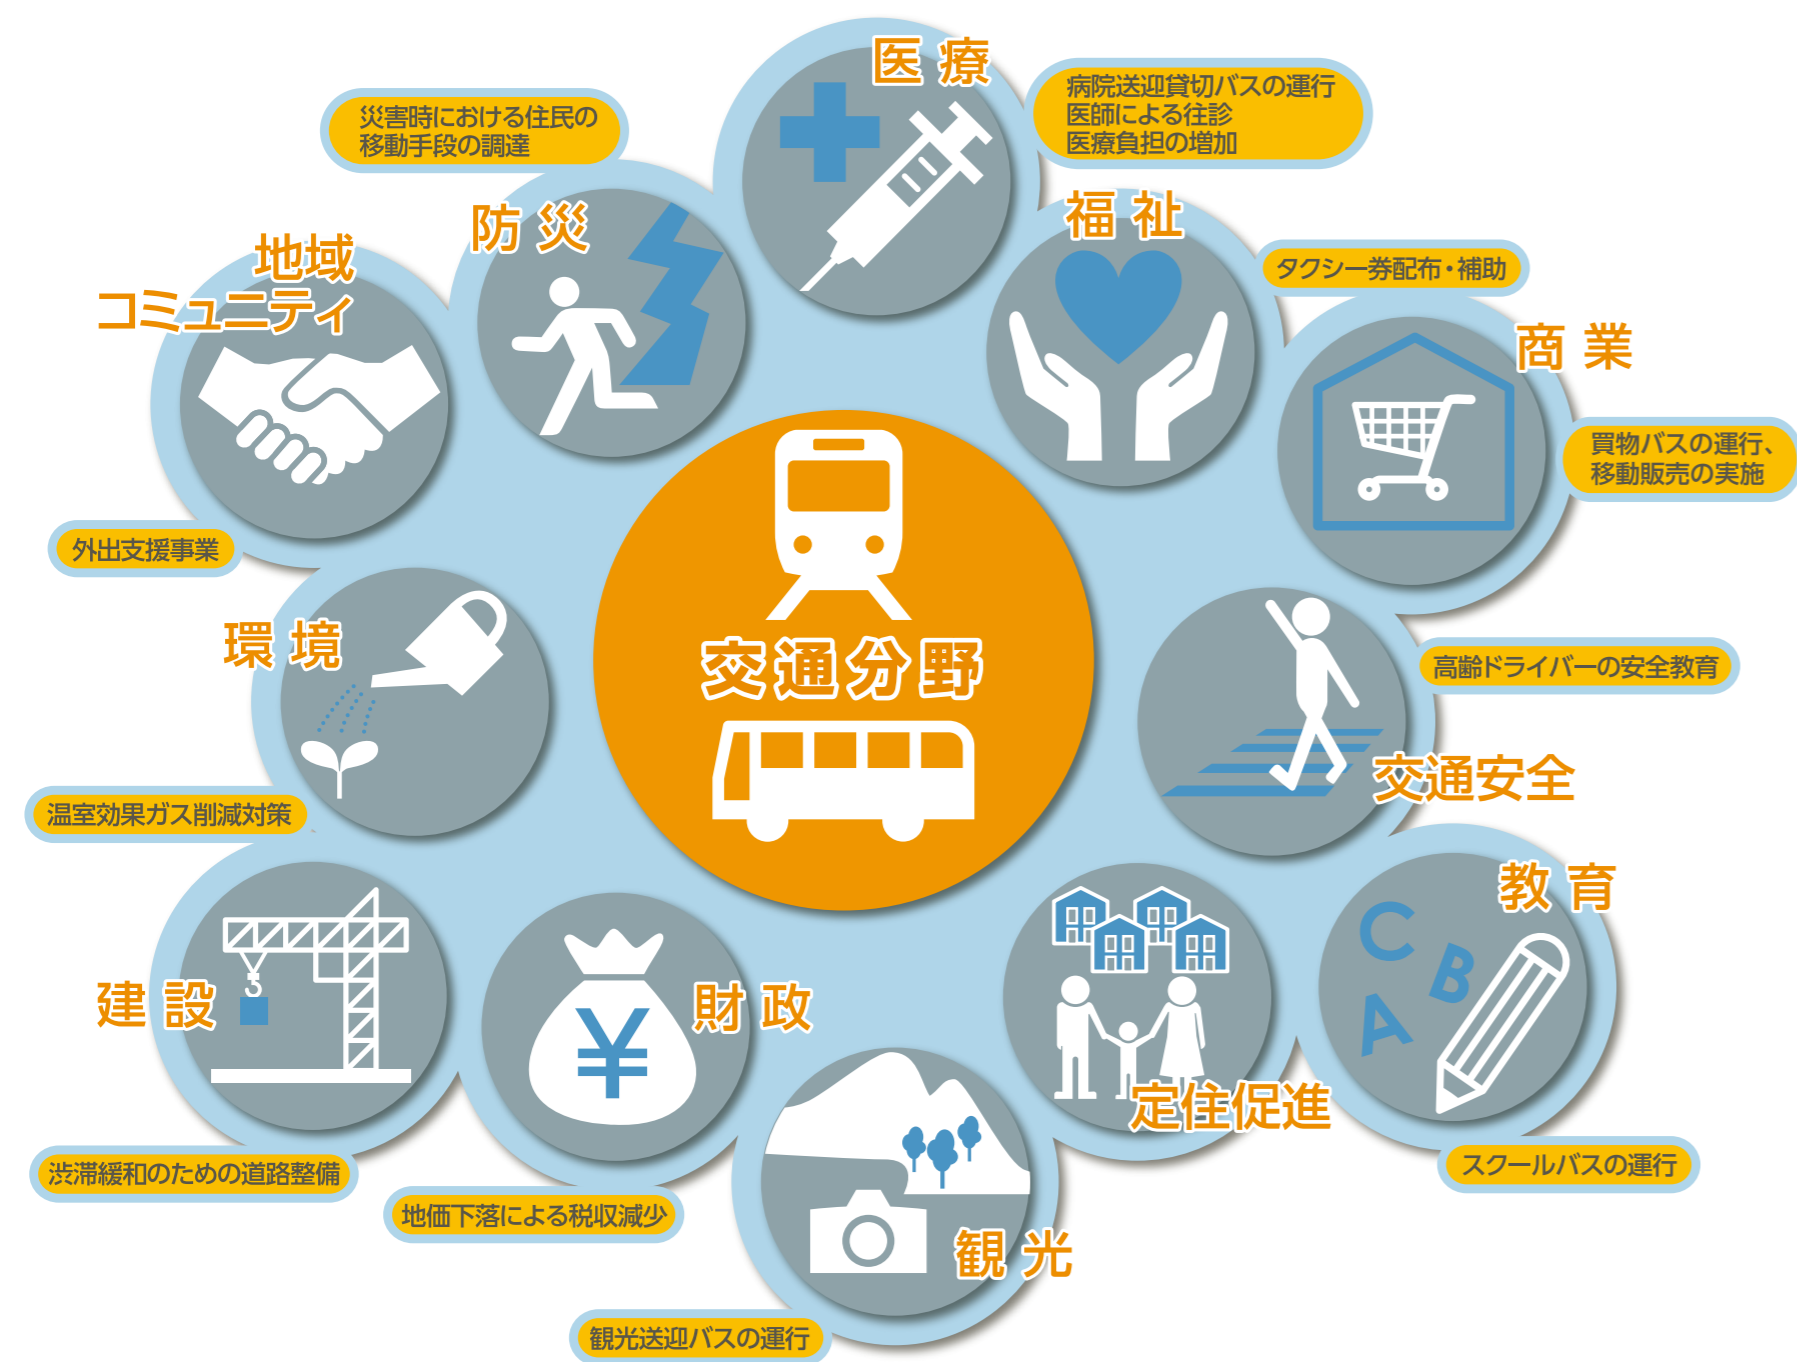 医療
病院送迎貸切バスの運行
医師による往診
医療負担の増加
災害時における住民の
移動手段の調達
防災
福祉
タクシー券配布・補助
地域
コミュニティ
商業
買物バスの運行、
移動販売の実施
外出支援事業
環境
交通分野
高齢ドライバーの安全教育
交通安全
温室効果ガス削減対策
教育
C
B
A
建設
財政
¥
定住促進
スクールバスの運行
渋滞緩和のための道路整備
地価下落による税収減少
観光
観光送迎バスの運行